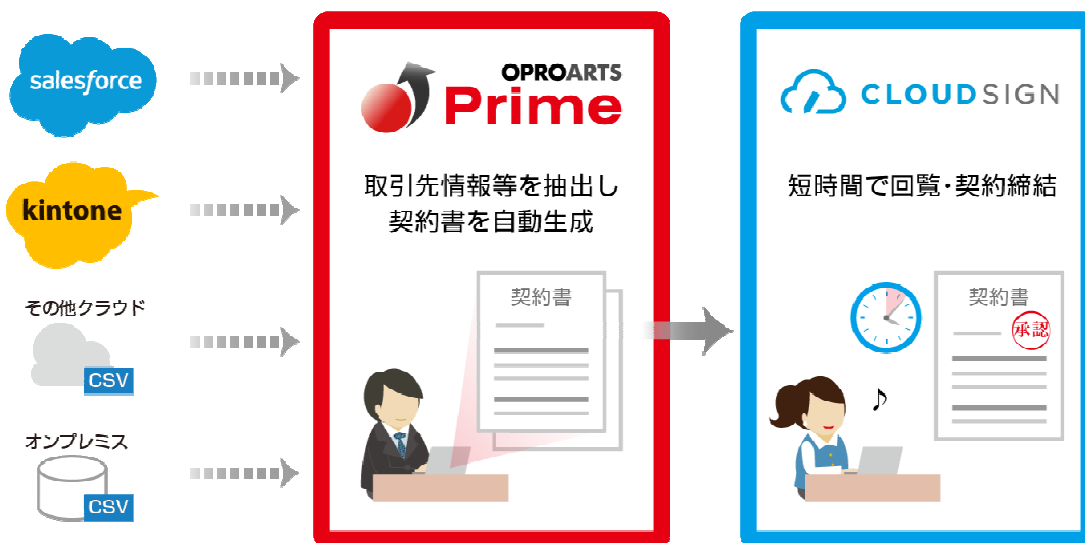 salesforce
kintone
その他クラウド
CSV
オンプレミス
CSV
OPROARTS
Prime
取引先情報等を抽出し
契約書を自動生成
契約書
CLOUDSIGN
短時間で回覧・契約締結
契約書
承認